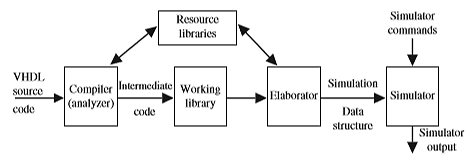 Resource
libraries
Simulator
commands
VHDL
source
code
Compiler
(analyzer)
Intermediate
code
Working
library
Elaborator
Simulation
Data
structure
Simulator
Simulator
output